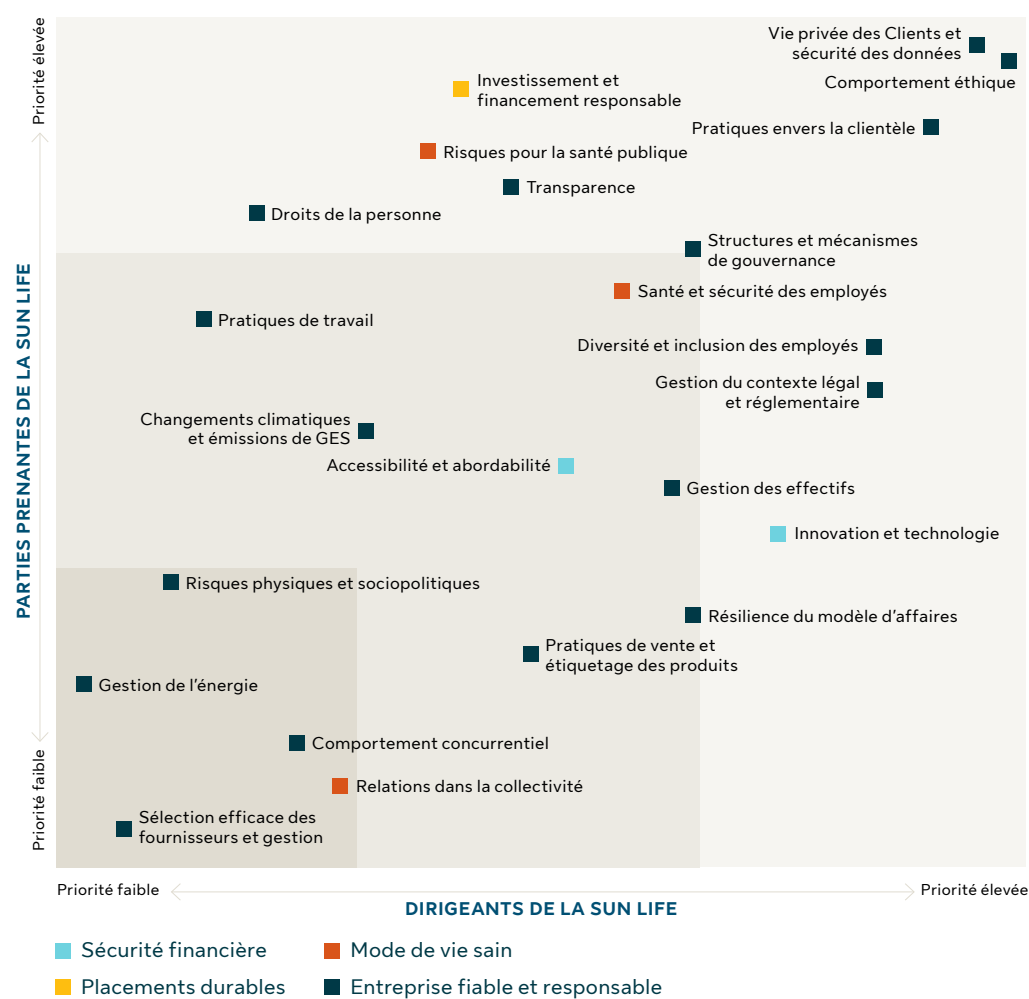 Priorité élevée
PARTIES PRENANTES DE LA SUN LIFE
Priorité faible
Vie privée des Clients et
sécurité des données
Comportement éthique
Investissement et
financement responsable
Pratiques envers la clientèle
Risques pour la santé publique
Transparence
Droits de la personne
Structures et mécanismes
de gouvernance
Santé et sécurité des employés
Pratiques de travail
Diversité et inclusion des employés
Gestion du contexte légal
et réglementaire
Changements climatiques
et émissions de GES
Accessibilité et abordabilité
Gestion des effectifs
Innovation et technologie
Risques physiques et sociopolitiques
Résilience du modèle d’affaires
Pratiques de vente et
étiquetage des produits
Gestion de l’énergie
Comportement concurrentiel
Relations dans la collectivité
Sélection efficace des
fournisseurs et gestion
Priorité faible
Priorité élevée
DIRIGEANTS DE LA SUN LIFE
Sécurité financière
Mode de vie sain
Placements durables
Entreprise fiable et responsable